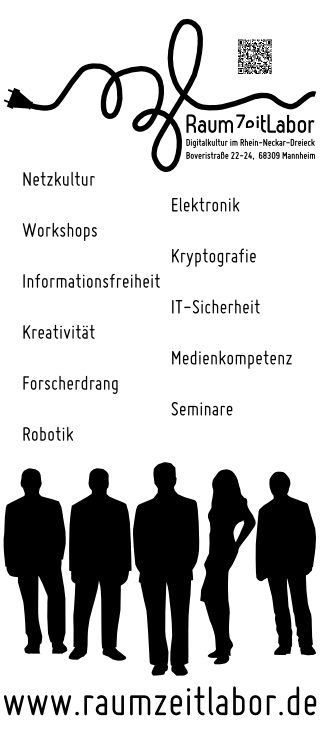 RaumZeitLabor
Digitalkultur im Rhein-Neckar-Dreieck
Boveristraße 22-24, 68309 Mannheim
Netzkultur
Elektronik
Workshops
Kryptografie
Informationsfreiheit
IT-Sicherheit
Kreativität
Medienkompetenz
Forscherdrang
Seminare
Robotik
www.raumzeitlabor.de